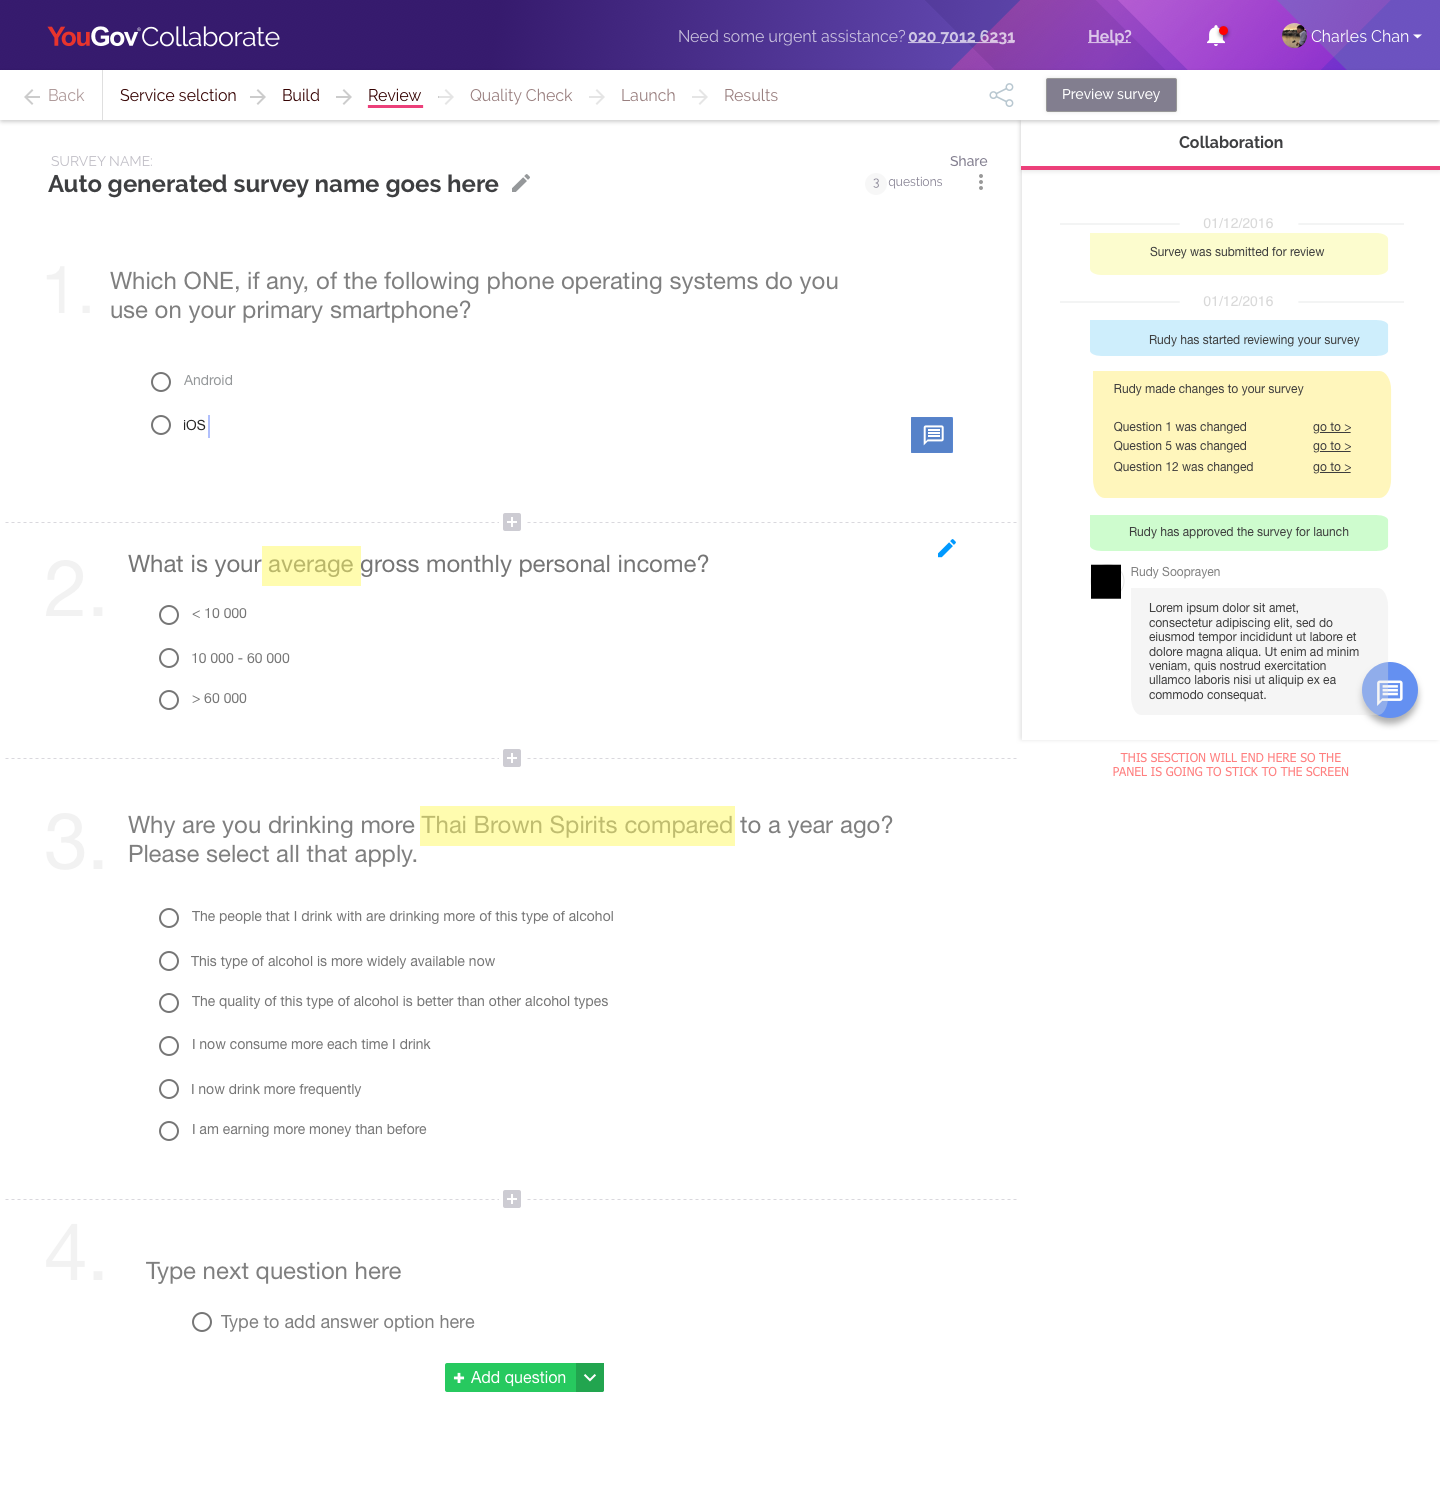 YouGov Collaborate
Need some urgent assistance? 020 7012 6231
Help?
Charles Chan
Back
Service selction
Build
Review
Quality Check
Launch
Results
Preview survey
SURVEY NAME:
Auto generated survey name goes here
Share
3 questions
1.
Which ONE, if any, of the following phone operating systems do you
use on your primary smartphone?
Android
iOS
2.
What is your average gross monthly personal income?
< 10 000
10 000 - 60 000
> 60 000
3.
Why are you drinking more Thai Brown Spirits compared to a year ago?
Please select all that apply.
The people that I drink with are drinking more of this type of alcohol
This type of alcohol is more widely available now
The quality of this type of alcohol is better than other alcohol types
I now consume more each time I drink
I now drink more frequently
I am earning more money than before
4.
Type next question here
Type to add answer option here
+ Add question
Collaboration
01/12/2016
Survey was submitted for review
01/12/2016
Rudy has started reviewing your survey
Rudy made changes to your survey
Question 1 was changed go to >
Question 5 was changed go to >
Question 12 was changed go to >
Rudy has approved the survey for launch
Rudy Sooprayen
Lorem ipsum dolor sit amet,
consectetur adipiscing elit, sed do
eiusmod tempor incididunt ut labore et
dolore magna aliqua. Ut enim ad minim
veniam, quis nostrud exercitation
ullamco laboris nisi ut aliquip ex ea
commodo consequat.
THIS SESCTION WILL END HERE SO THE
PANEL IS GOING TO STICK TO THE SCREEN